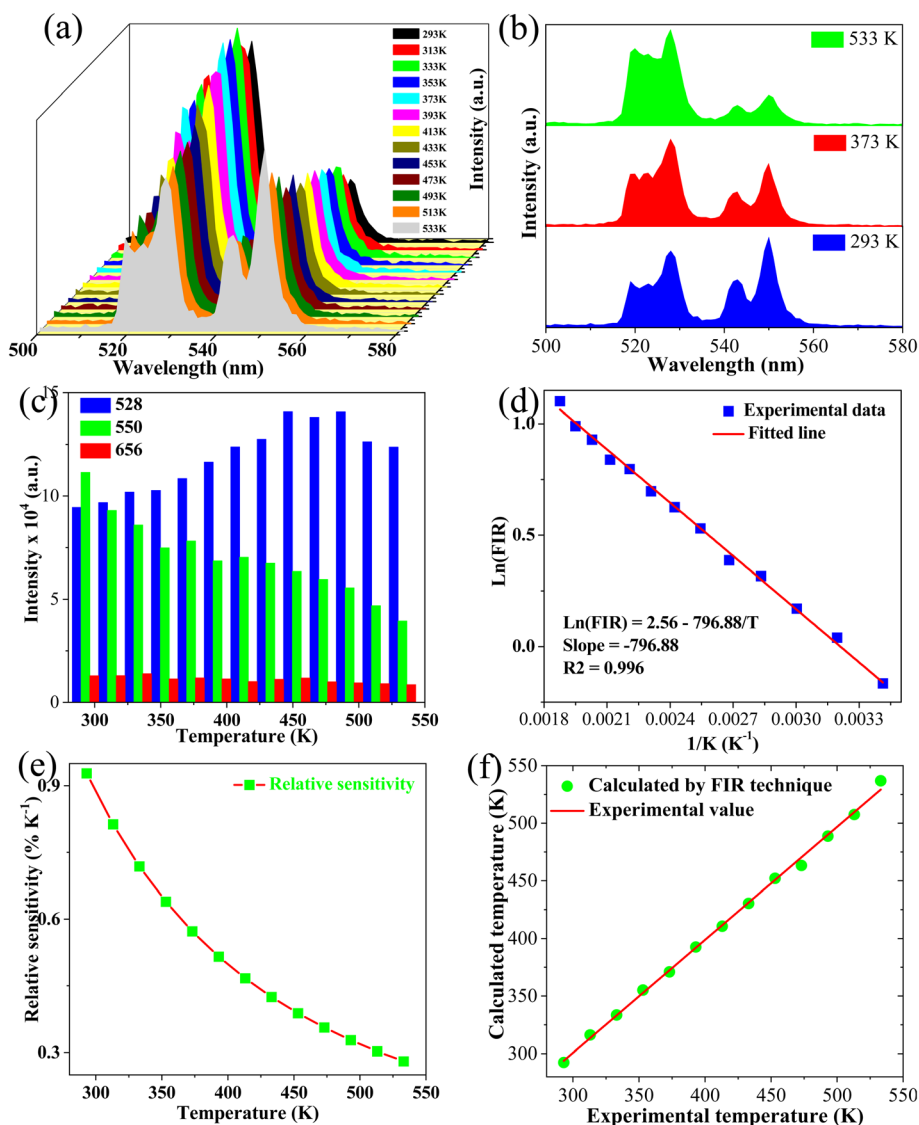 (a)
293K
313K
333K
353K
373K
393K
413K
433K
453K
473K
493K
513K
533K
Intensity (a.u.)
500 520 540 560 580
Wavelength (nm)
(b)
533 K
373 K
293 K
Intensity (a.u.)
500 520 540 560 580
Wavelength (nm)
(c)
528
550
656
15
10
5
0
Intensity x 10⁴ (a.u.)
300 350 400 450 500 550
Temperature (K)
(d)
Experimental data
Fitted line
1.0
0.5
0.0
Ln(FIR)
Ln(FIR) = 2.56 - 796.88/T
Slope = -796.88
R2 = 0.996
0.0018 0.0021 0.0024 0.0027 0.0030 0.0033
1/K (K⁻¹)
(e)
Relative sensitivity
0.9
0.6
0.3
Relative sensitivity (% K⁻¹)
300 350 400 450 500 550
Temperature (K)
(f)
Calculated by FIR technique
Experimental value
550
500
450
400
350
300
Calculated temperature (K)
300 350 400 450 500 550
Experimental temperature (K)